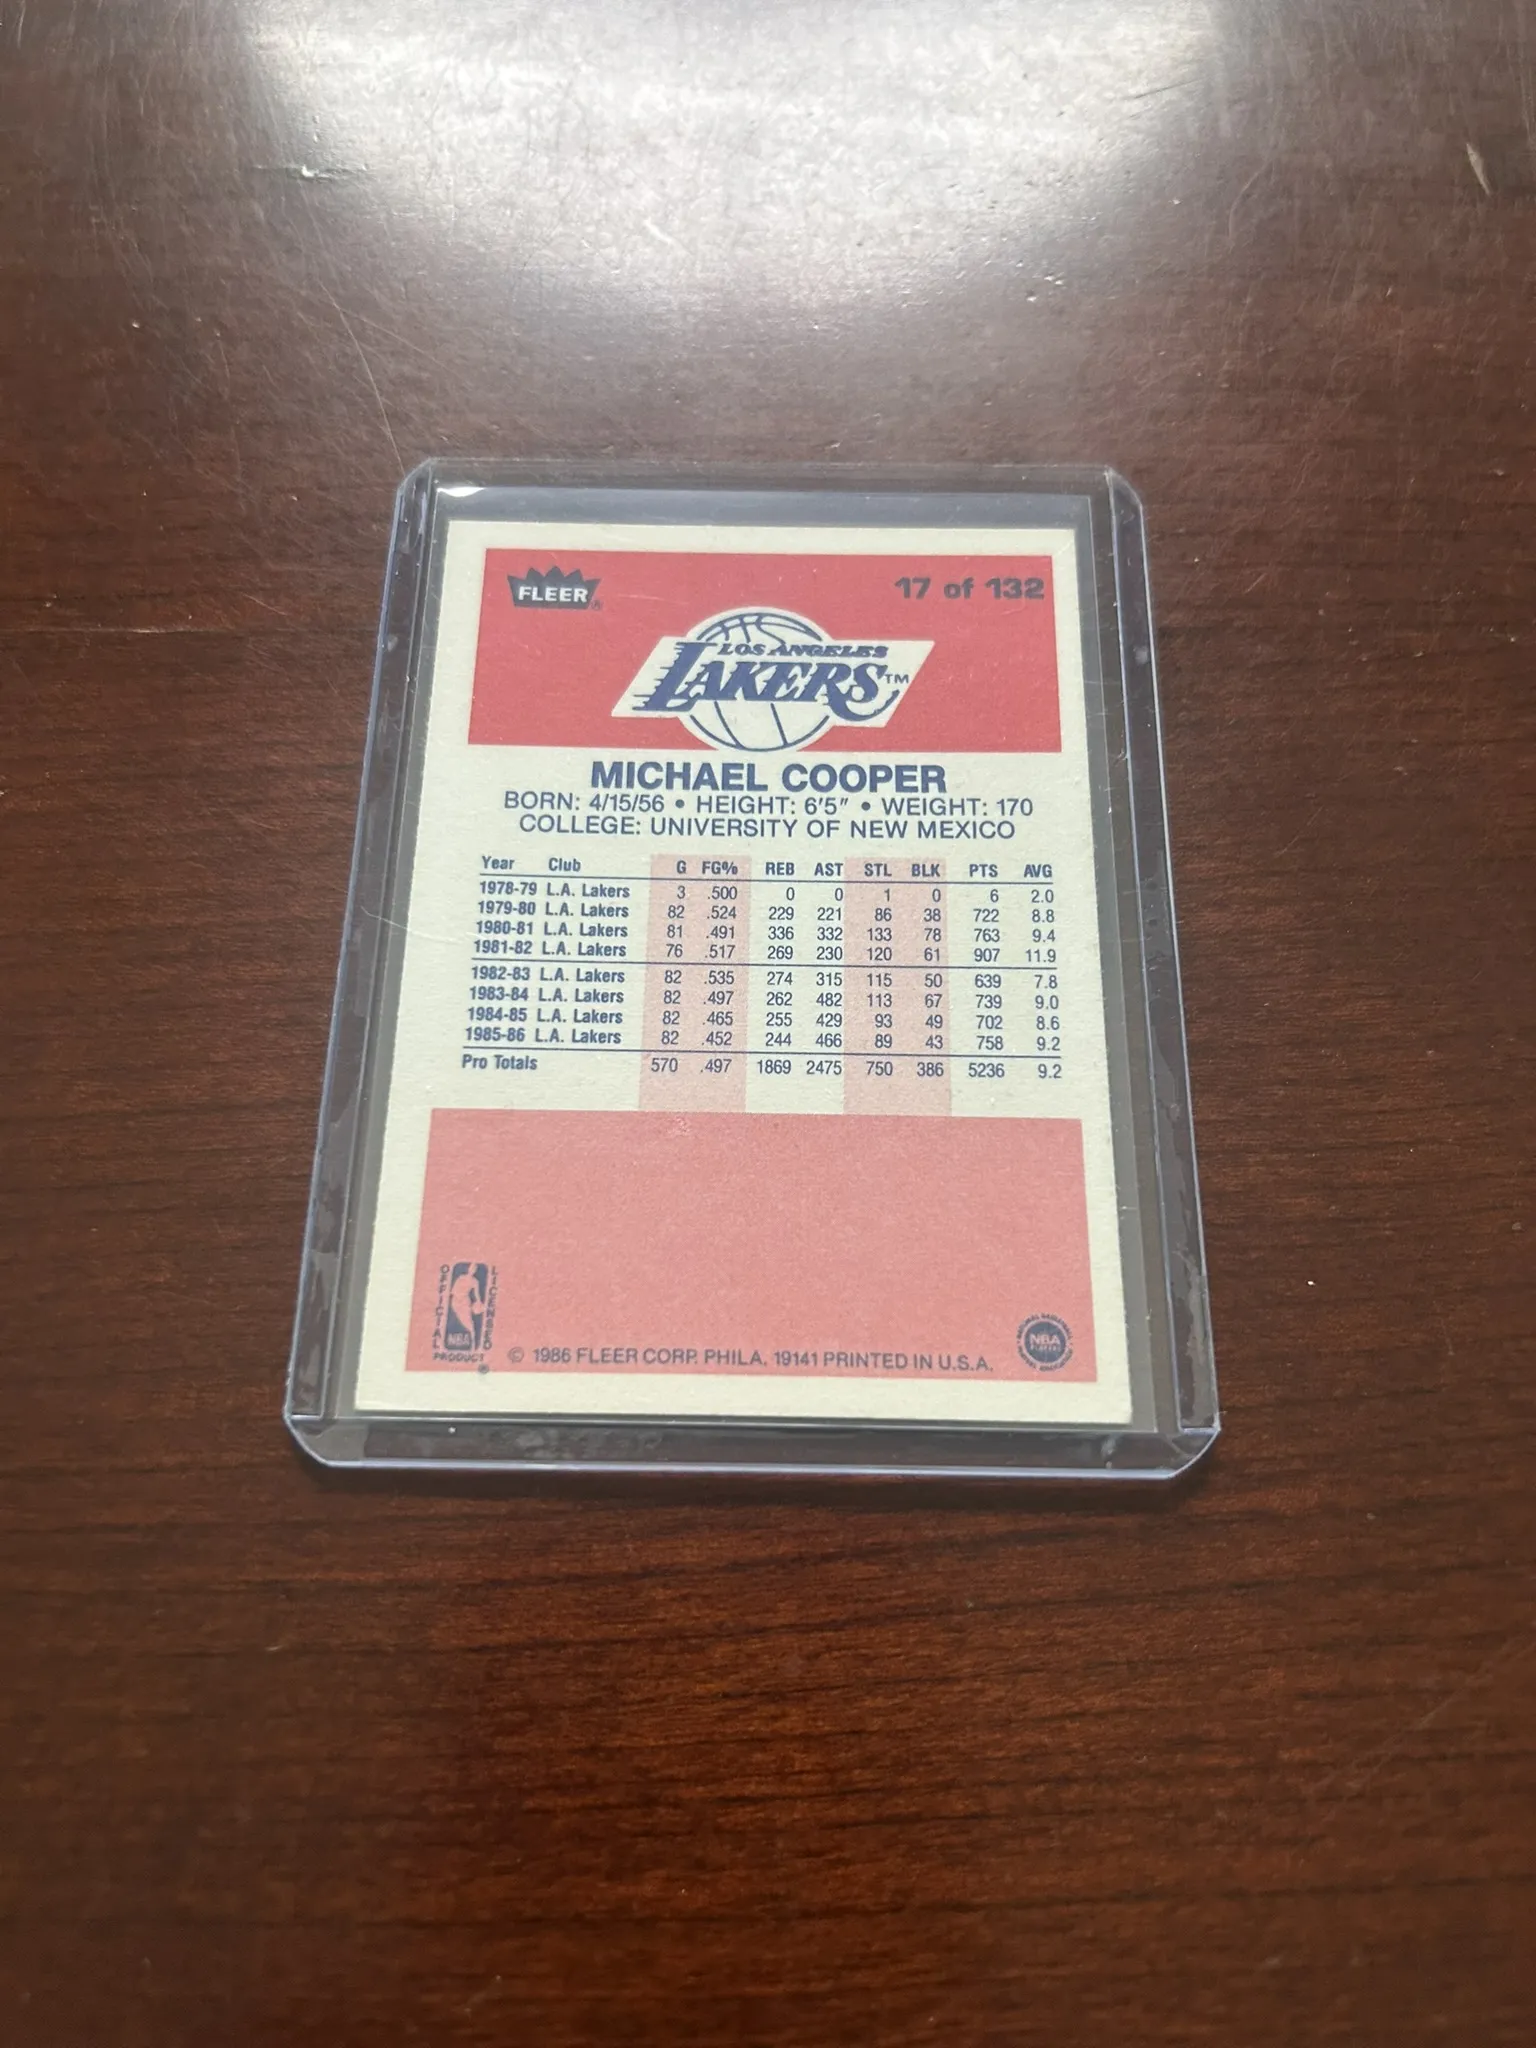 FLEER®
17 of 132
LOS ANGELES
LAKERS™
MICHAEL COOPER
BORN: 4/15/56 • HEIGHT: 6'5" • WEIGHT: 170
COLLEGE: UNIVERSITY OF NEW MEXICO
Year Club G FG% REB AST STL BLK PTS AVG
1978-79 L.A. Lakers 3 .500 0 0 1 0 6 2.0
1979-80 L.A. Lakers 82 .524 229 221 86 38 722 8.8
1980-81 L.A. Lakers 81 .491 336 332 133 78 763 9.4
1981-82 L.A. Lakers 76 .517 269 230 120 61 907 11.9
1982-83 L.A. Lakers 82 .535 274 315 115 50 639 7.8
1983-84 L.A. Lakers 82 .497 262 482 113 67 739 9.0
1984-85 L.A. Lakers 82 .465 255 429 93 49 702 8.6
1985-86 L.A. Lakers 82 .452 244 466 89 43 758 9.2
Pro Totals 570 .497 1869 2475 750 386 5236 9.2
OFFICIAL LICENSED
NBA
PRODUCT®
© 1986 FLEER CORP. PHILA. 19141 PRINTED IN U.S.A.
NATIONAL BASKETBALL
NBA
PLAYERS